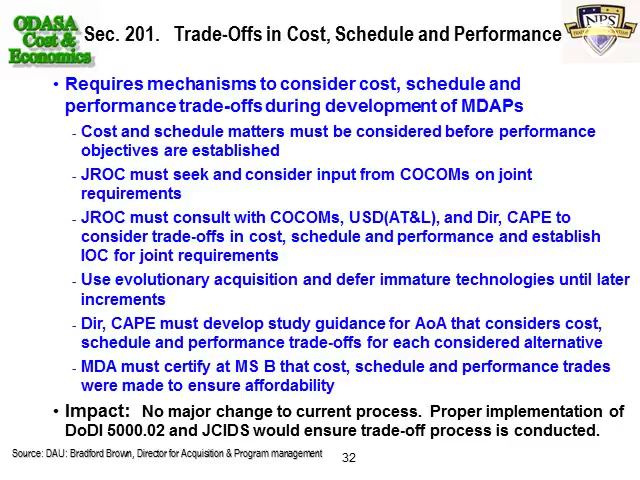 ODASA
Cost &
Economics
Sec. 201. Trade-Offs in Cost, Schedule and Performance
NPS
• Requires mechanisms to consider cost, schedule and
performance trade-offs during development of MDAPs
- Cost and schedule matters must be considered before performance
objectives are established
- JROC must seek and consider input from COCOMs on joint
requirements
- JROC must consult with COCOMs, USD(AT&L), and Dir, CAPE to
consider trade-offs in cost, schedule and performance and establish
IOC for joint requirements
- Use evolutionary acquisition and defer immature technologies until later
increments
- Dir, CAPE must develop study guidance for AoA that considers cost,
schedule and performance trade-offs for each considered alternative
- MDA must certify at MS B that cost, schedule and performance trades
were made to ensure affordability
• Impact: No major change to current process. Proper implementation of
DoDI 5000.02 and JCIDS would ensure trade-off process is conducted.
Source: DAU: Bradford Brown, Director for Acquisition & Program management
32